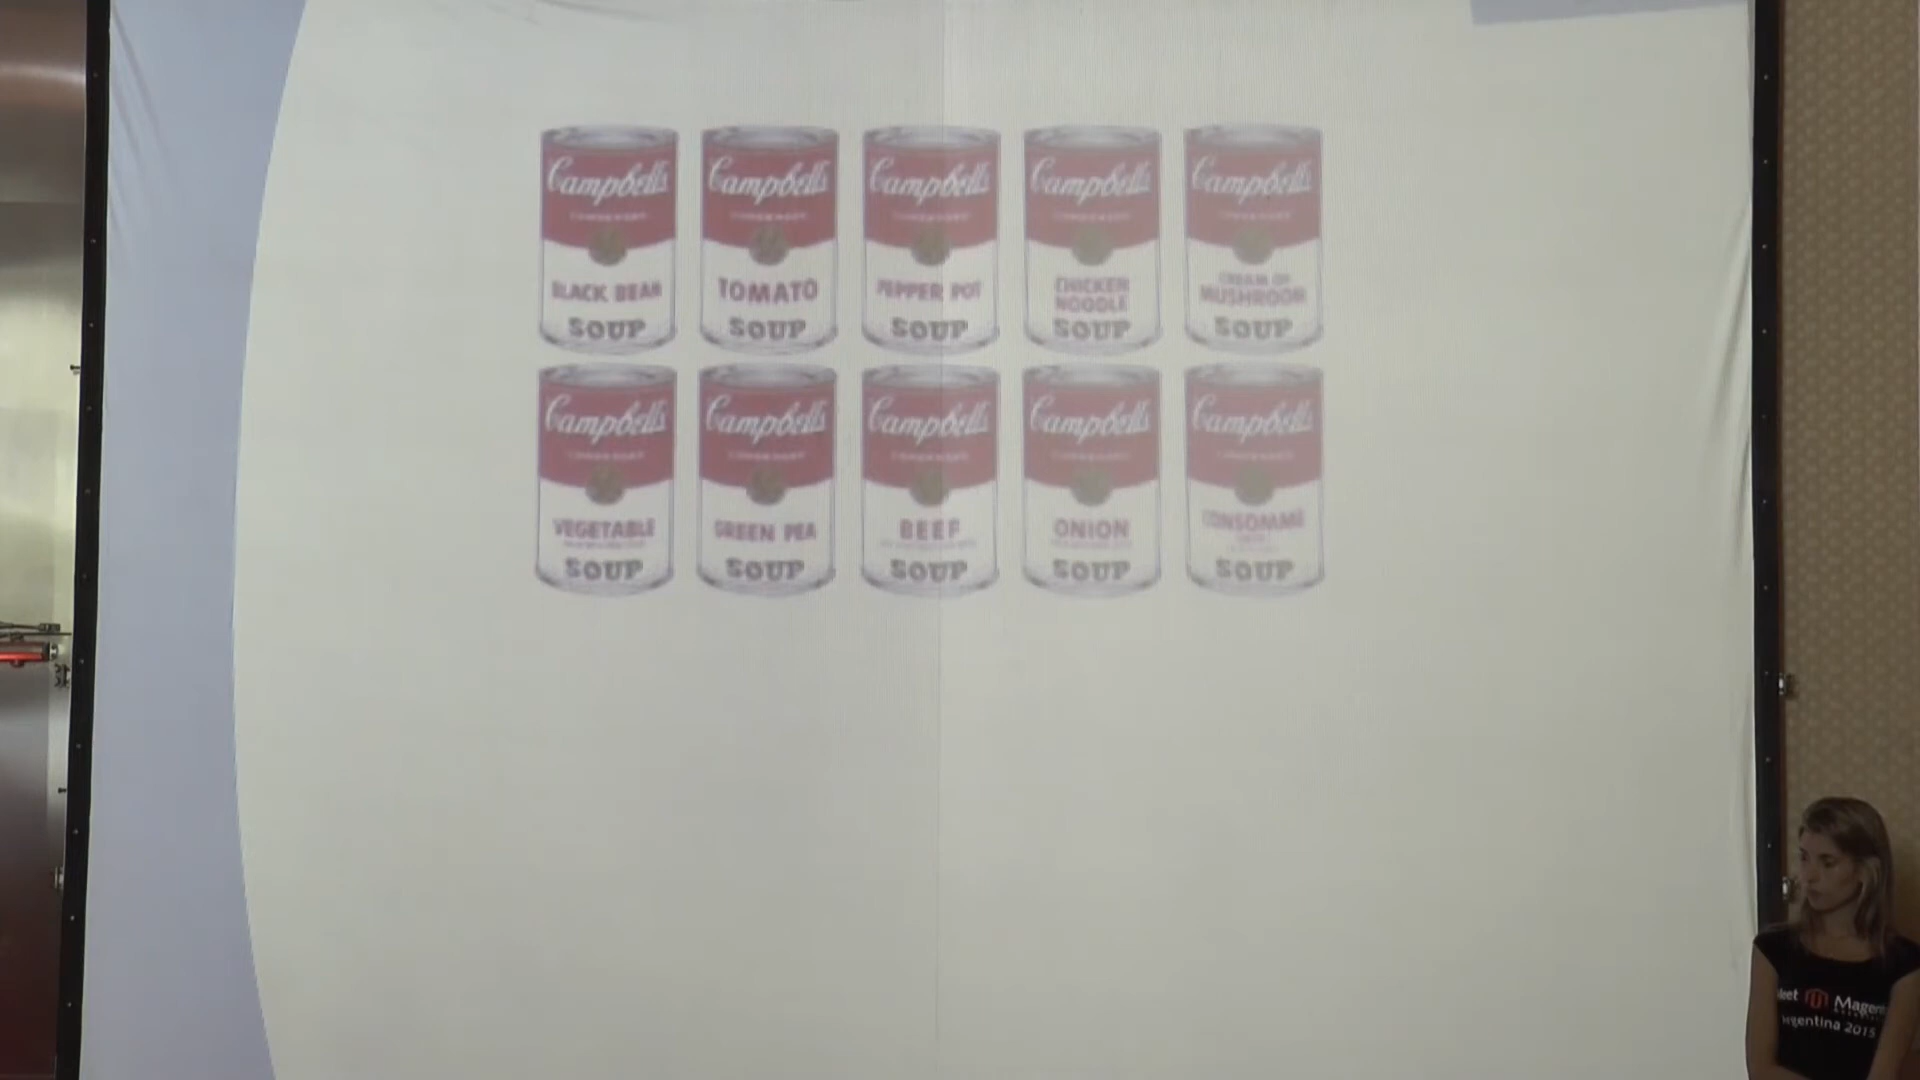 Campbell's
BLACK BEAN
SOUP
Campbell's
TOMATO
SOUP
Campbell's
PEPPER POT
SOUP
Campbell's
CHICKEN
NOODLE
SOUP
Campbell's
CREAM OF
MUSHROOM
SOUP
Campbell's
VEGETABLE
SOUP
Campbell's
GREEN PEA
SOUP
Campbell's
BEEF
SOUP
Campbell's
ONION
SOUP
Campbell's
CONSOMMÉ
SOUP
Meet Magento
Argentina 2015